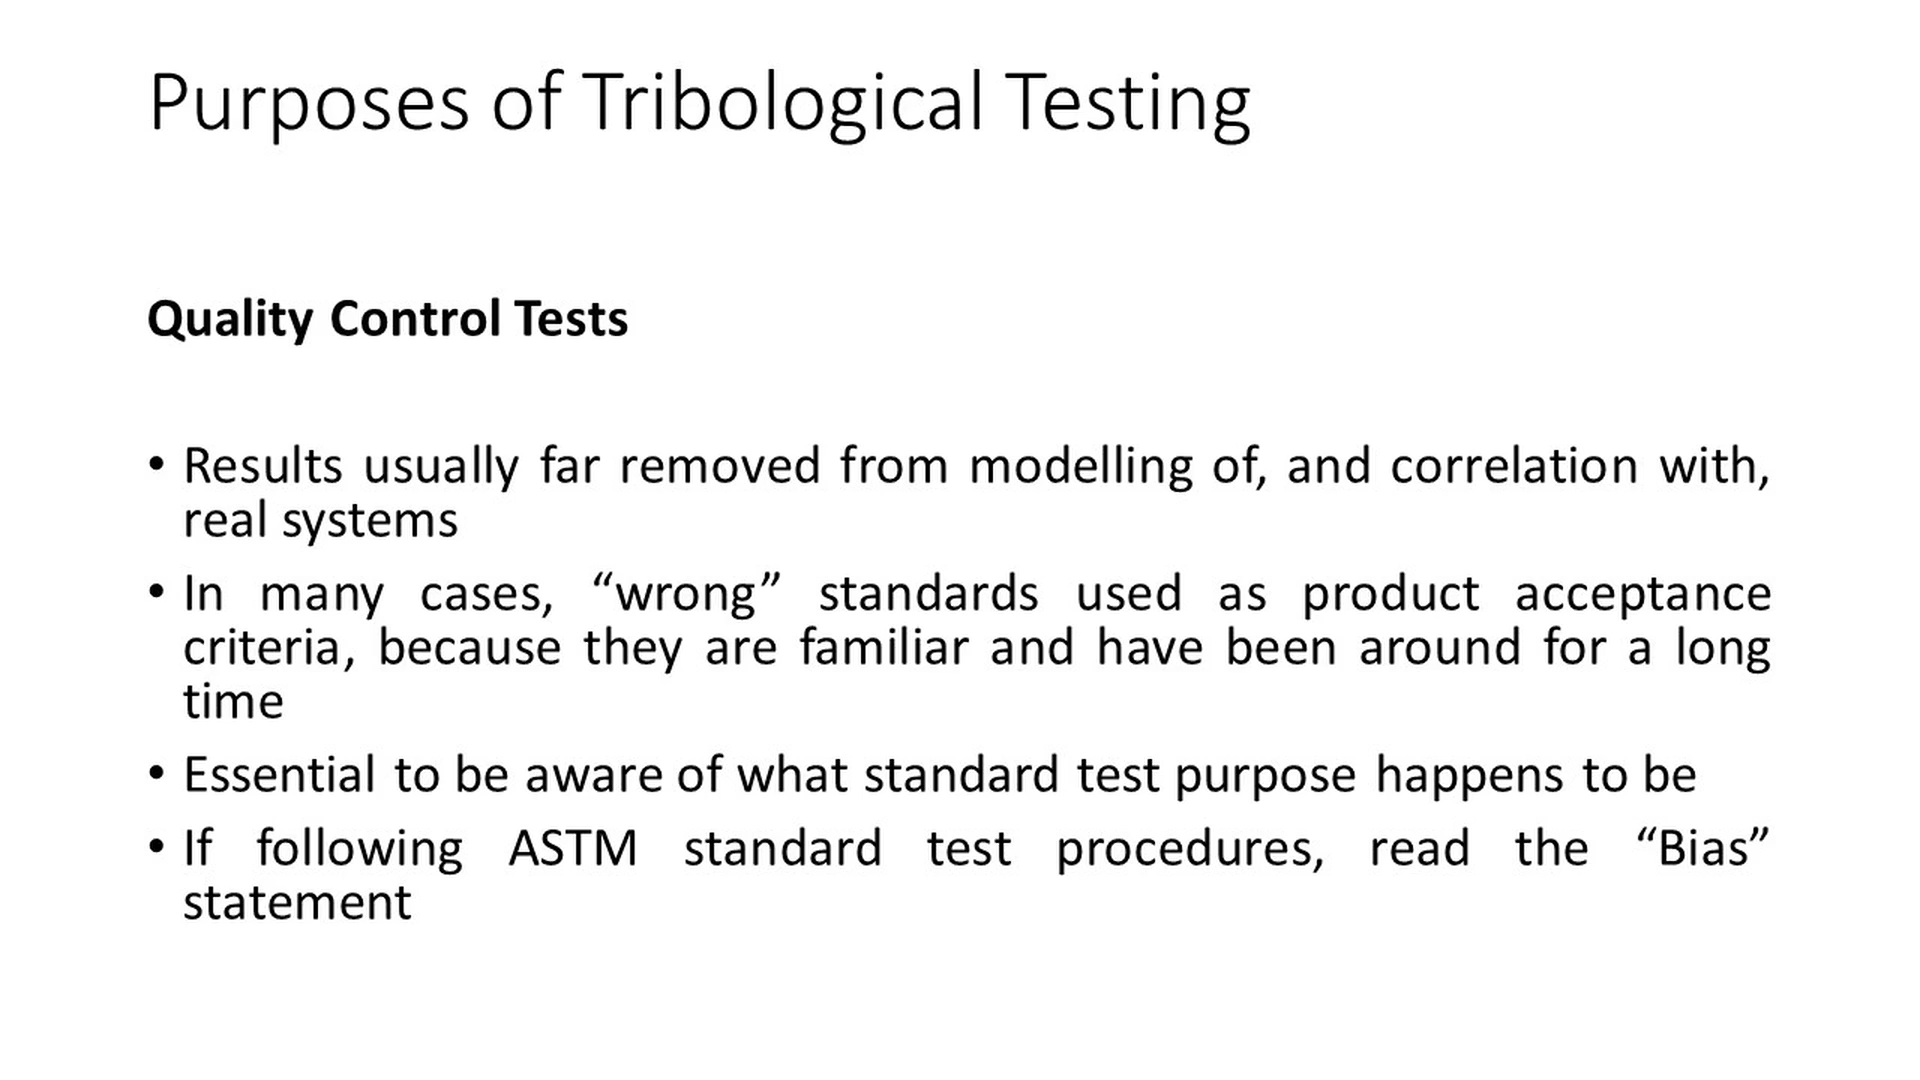 Purposes of Tribological Testing
Quality Control Tests
• Results usually far removed from modelling of, and correlation with,
real systems
• In many cases, “wrong” standards used as product acceptance
criteria, because they are familiar and have been around for a long
time
• Essential to be aware of what standard test purpose happens to be
• If following ASTM standard test procedures, read the “Bias”
statement